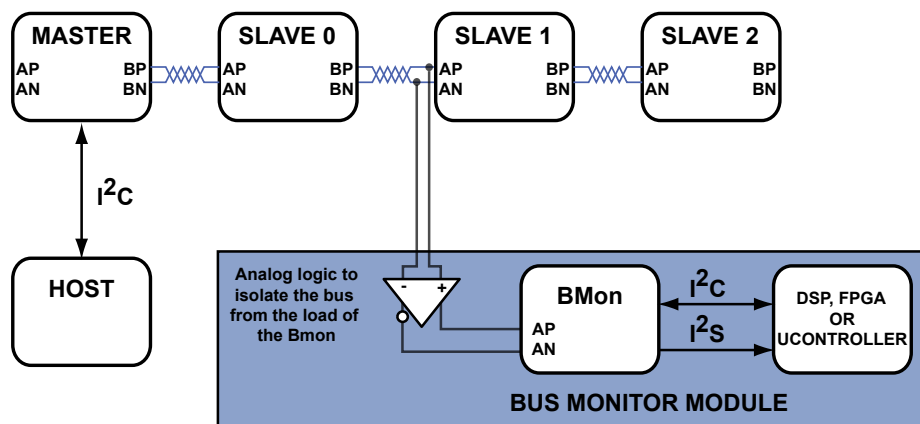 MASTER
AP
AN
BP
BN
SLAVE 0
AP
AN
BP
BN
SLAVE 1
AP
AN
BP
BN
SLAVE 2
AP
AN
BP
BN
I²C
HOST
Analog logic to
isolate the bus
from the load of
the Bmon
-
+
BMon
AP
AN
I²C
I²S
DSP, FPGA
OR
UCONTROLLER
BUS MONITOR MODULE